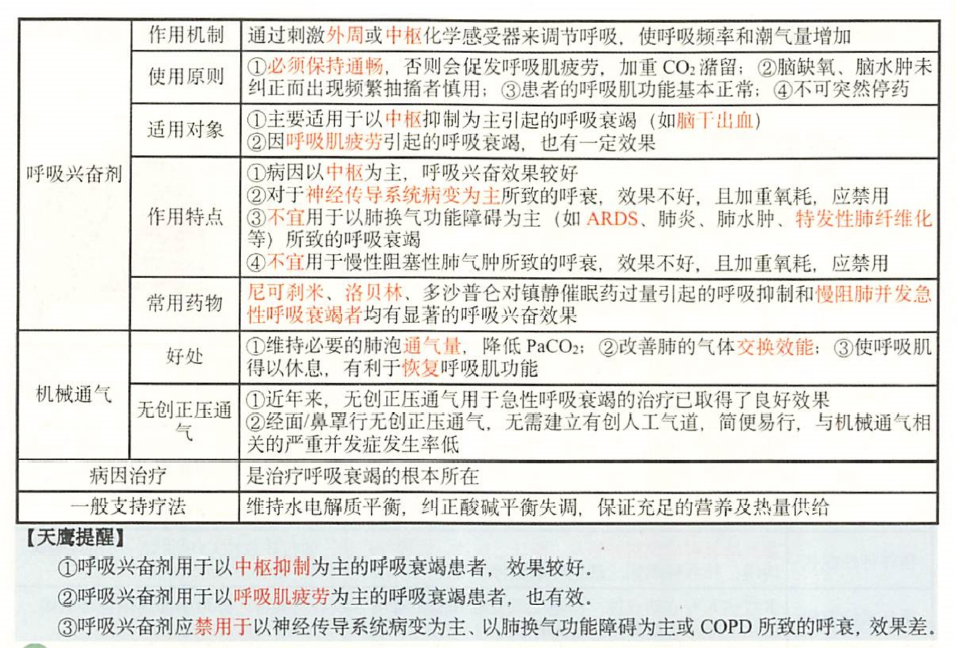 呼吸兴奋剂
作用机制
通过刺激外周或中枢化学感受器来调节呼吸，使呼吸频率和潮气量增加
使用原则
①必须保持通畅，否则会促发呼吸肌疲劳，加重 CO₂潴留；②脑缺氧、脑水肿未
纠正而出现频繁抽搐者慎用；③患者的呼吸肌功能基本正常；④不可突然停药
适用对象
①主要适用于以中枢抑制为主引起的呼吸衰竭（如脑干出血）
②因呼吸肌疲劳引起的呼吸衰竭，也有一定效果
作用特点
①病因以中枢为主，呼吸兴奋效果较好
②对于神经传导系统病变为主所致的呼衰，效果不好，且加重氧耗，应禁用
③不宜用于以肺换气功能障碍为主（如 ARDS、肺炎、肺水肿、特发性肺纤维化
等）所致的呼吸衰竭
④不宜用于慢性阻塞性肺气肿所致的呼衰，效果不好，且加重氧耗，应禁用
常用药物
尼可刹米、洛贝林、多沙普仑对镇静催眠药过量引起的呼吸抑制和慢阻肺并发急
性呼吸衰竭者均有显著的呼吸兴奋效果
机械通气
好处
①维持必要的肺泡通气量，降低 PaCO₂；②改善肺的气体交换效能；③使呼吸肌
得以休息，有利于恢复呼吸肌功能
无创正压通
气
①近年来，无创正压通气用于急性呼吸衰竭的治疗已取得了良好效果
②经面/鼻罩行无创正压通气，无需建立有创人工气道，简便易行，与机械通气相
关的严重并发症发生率低
病因治疗
是治疗呼吸衰竭的根本所在
一般支持疗法
维持水电解质平衡，纠正酸碱平衡失调，保证充足的营养及热量供给
【天鹰提醒】
①呼吸兴奋剂用于以中枢抑制为主的呼吸衰竭患者，效果较好．
②呼吸兴奋剂用于以呼吸肌疲劳为主的呼吸衰竭患者，也有效．
③呼吸兴奋剂应禁用于以神经传导系统病变为主、以肺换气功能障碍为主或 COPD 所致的呼衰，效果差．